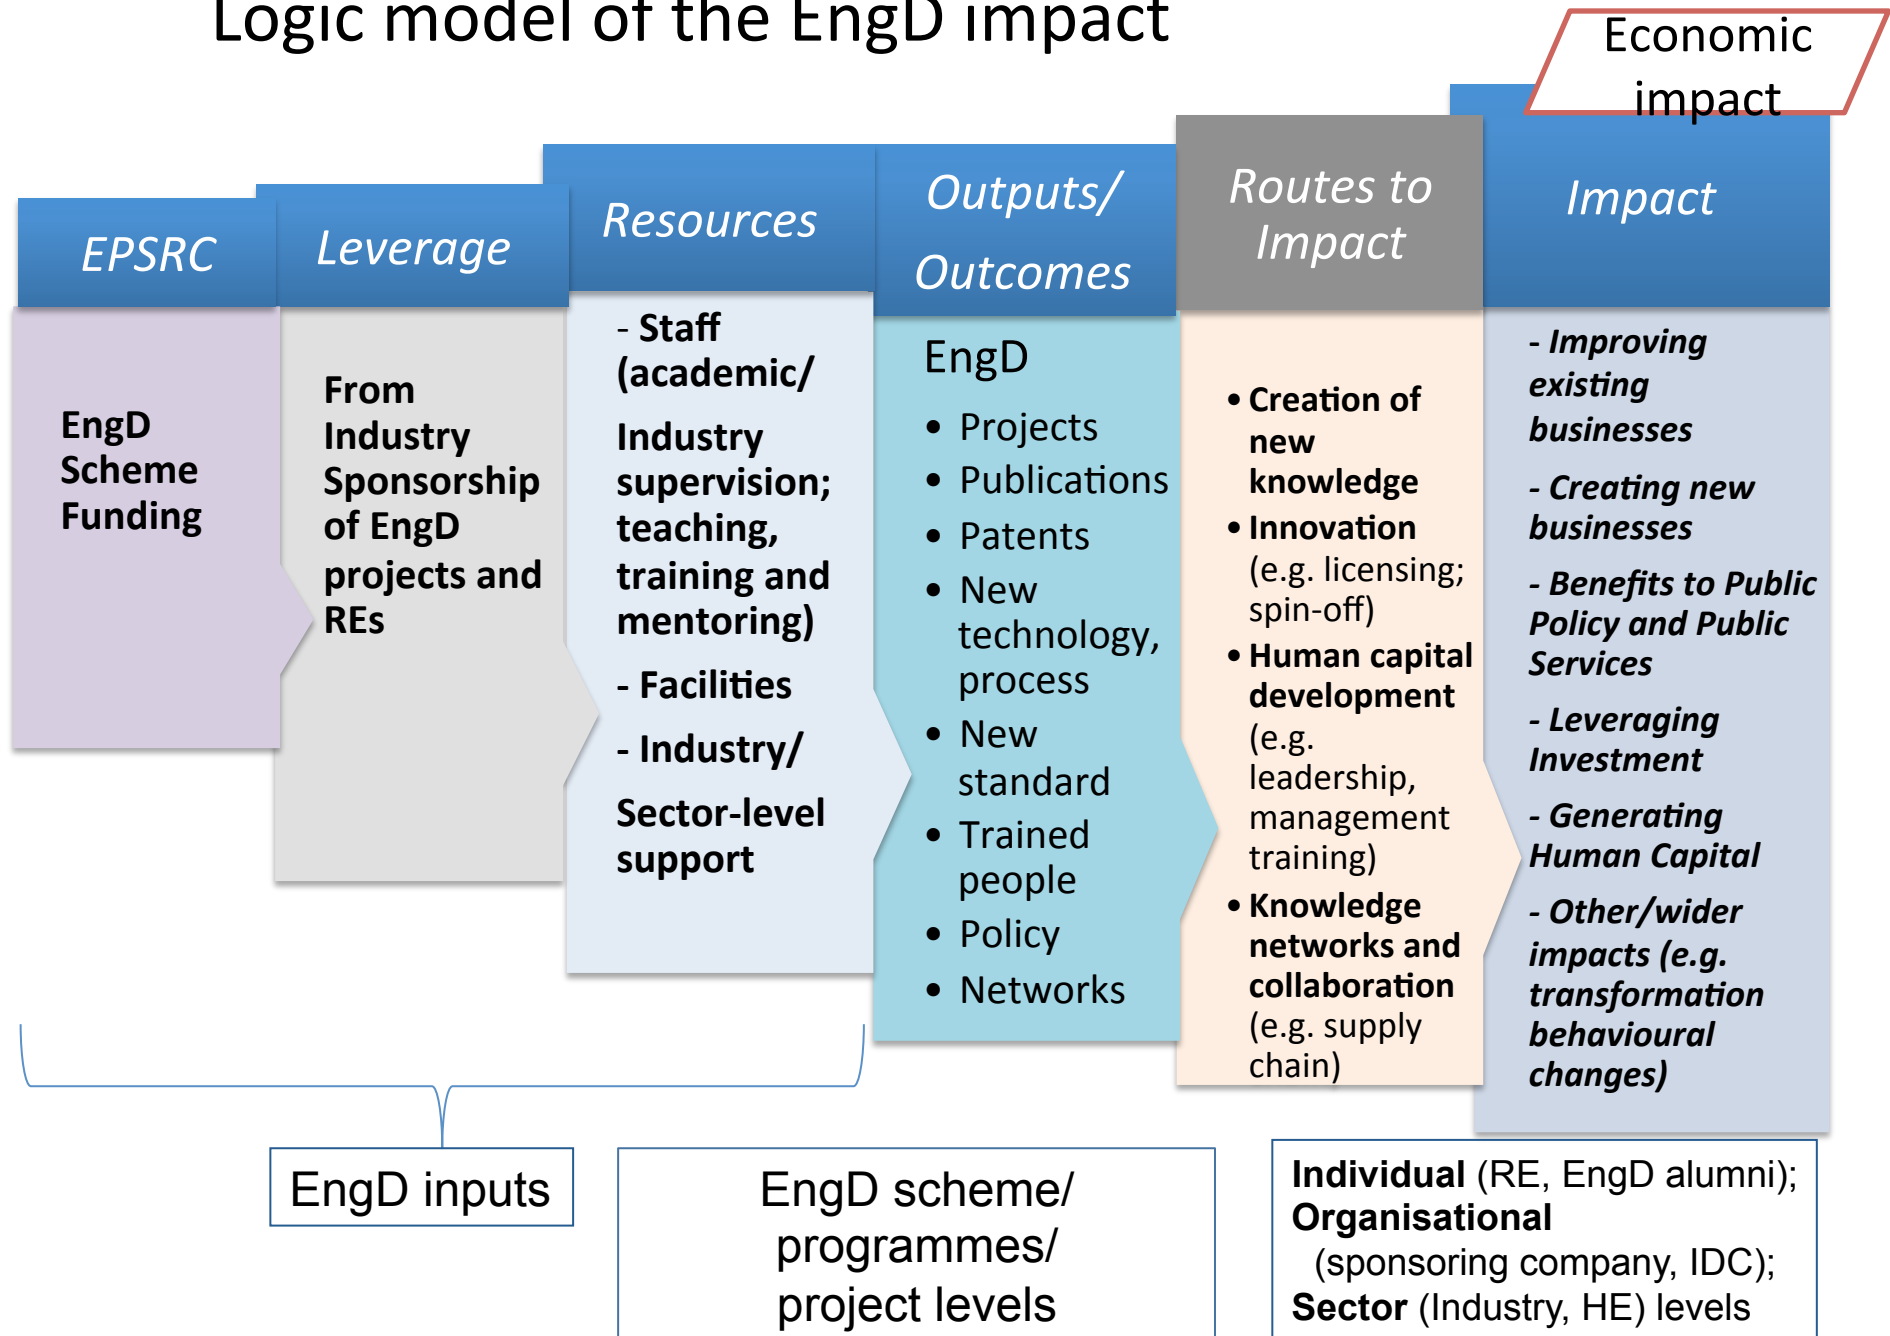 Logic model of the EngD impact
Economic
impact
EPSRC
EngD
Scheme
Funding
Leverage
From
Industry
Sponsorship
of EngD
projects and
REs
Resources
- Staff
(academic/
Industry
supervision;
teaching,
training and
mentoring)
- Facilities
- Industry/
Sector-level
support
Outputs/
Outcomes
EngD
• Projects
• Publications
• Patents
• New
technology,
process
• New
standard
• Trained
people
• Policy
• Networks
Routes to
Impact
• Creation of
new
knowledge
• Innovation
(e.g. licensing;
spin-off)
• Human capital
development
(e.g.
leadership,
management
training)
• Knowledge
networks and
collaboration
(e.g. supply
chain)
Impact
- Improving
existing
businesses
- Creating new
businesses
- Benefits to Public
Policy and Public
Services
- Leveraging
Investment
- Generating
Human Capital
- Other/wider
impacts (e.g.
transformation
behavioural
changes)
EngD inputs
EngD scheme/
programmes/
project levels
Individual (RE, EngD alumni);
Organisational
(sponsoring company, IDC);
Sector (Industry, HE) levels